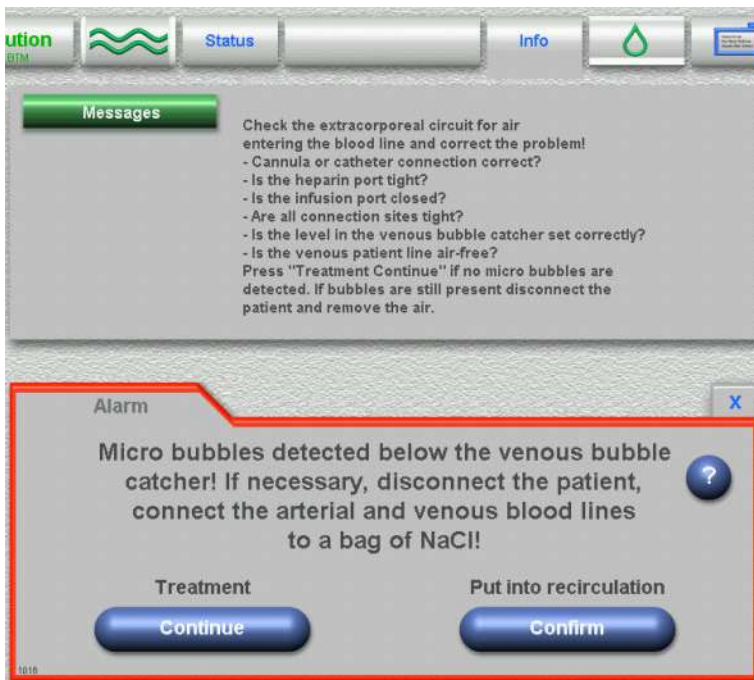 ution
BTM
Status
Info
Messages
Check the extracorporeal circuit for air
entering the blood line and correct the problem!
- Cannula or catheter connection correct?
- Is the heparin port tight?
- Is the infusion port closed?
- Are all connection sites tight?
- Is the level in the venous bubble catcher set correctly?
- Is the venous patient line air-free?
Press "Treatment Continue" if no micro bubbles are
detected. If bubbles are still present disconnect the
patient and remove the air.
Alarm
X
Micro bubbles detected below the venous bubble
catcher! If necessary, disconnect the patient,
connect the arterial and venous blood lines
to a bag of NaCl!
?
Treatment
Put into recirculation
Continue
Confirm
1016